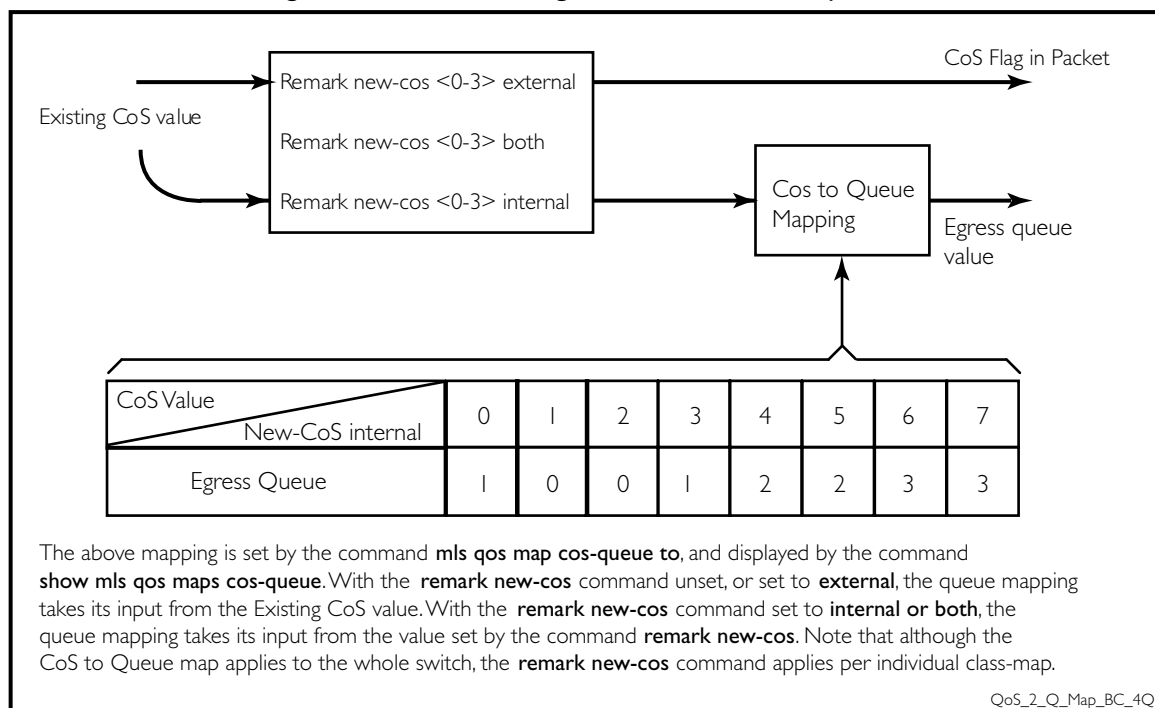 Remark new-cos <0-3> external
CoS Flag in Packet
Existing CoS value
Remark new-cos <0-3> both
Remark new-cos <0-3> internal
Cos to Queue
Mapping
Egress queue
value
CoS Value
New-CoS internal
0 1 2 3 4 5 6 7
Egress Queue 1 0 0 1 2 2 3 3
The above mapping is set by the command mls qos map cos-queue to, and displayed by the command
show mls qos maps cos-queue. With the remark new-cos command unset, or set to external, the queue mapping
takes its input from the Existing CoS value. With the remark new-cos command set to internal or both, the
queue mapping takes its input from the value set by the command remark new-cos. Note that although the
CoS to Queue map applies to the whole switch, the remark new-cos command applies per individual class-map.
QoS_2_Q_Map_BC_4Q